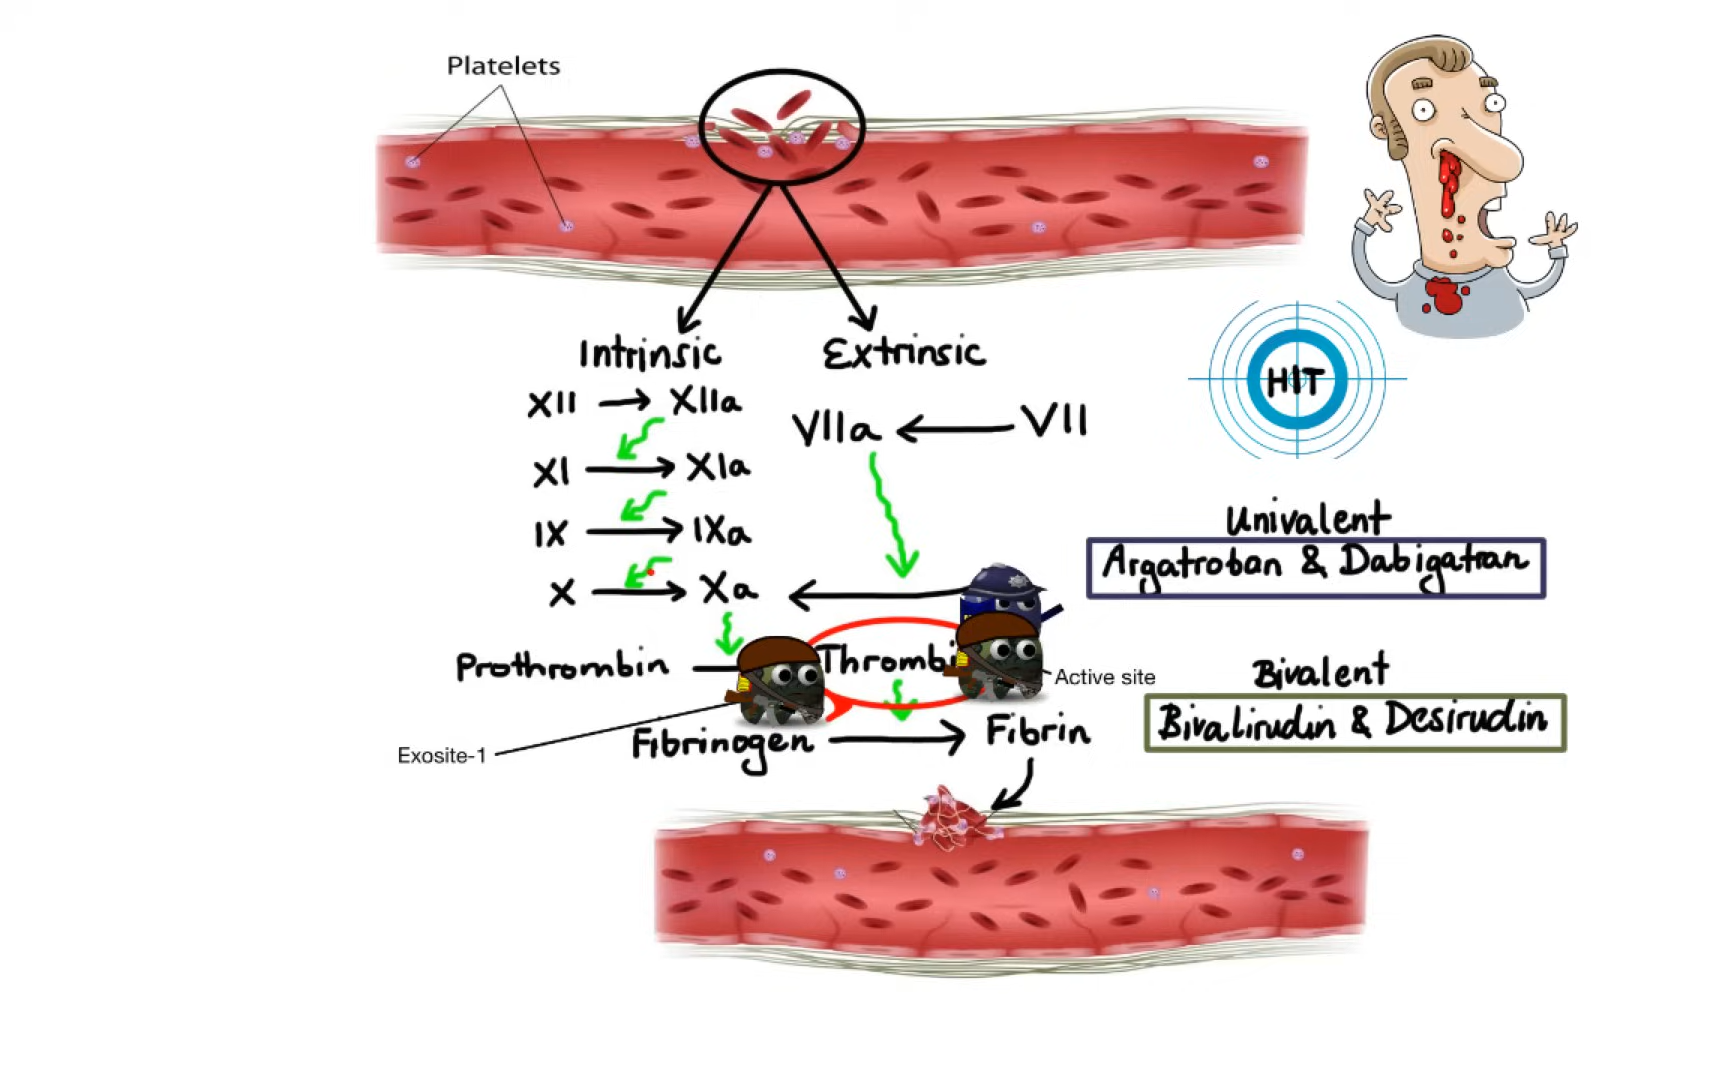 Platelets
Intrinsic
Extrinsic
HIT
XII
XIIa
VIIa
VII
XI
XIa
IX
IXa
Univalent
Argatroban & Dabigatran
X
Xa
Prothrombin
Thrombi
Active site
Bivalent
Bivalirudin & Desirudin
Exosite-1
Fibrinogen
Fibrin